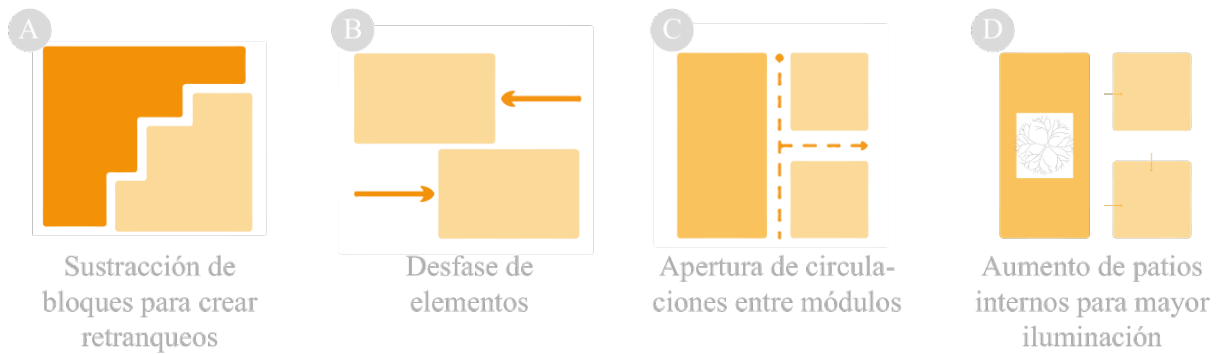 A
B
C
D
Sustracción de
bloques para crear
retranqueos
Desfase de
elementos
Apertura de circula-
ciones entre módulos
Aumento de patios
internos para mayor
iluminación